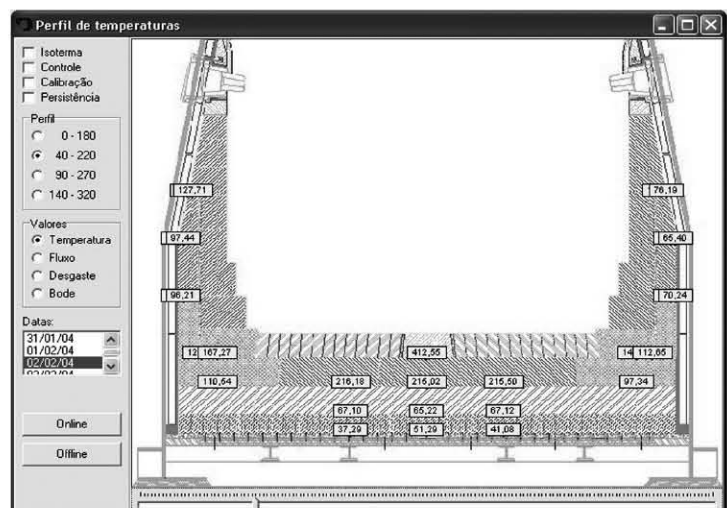 Perfil de temperaturas
Isoterma
Controle
Calibração
Persistência
Perfil
0 - 180
40 - 220
90 - 270
140 - 320
Valores
Temperatura
Fluxo
Desgaste
Bode
Datas:
31/01/04
01/02/04
02/02/04
Online
Offline
127,71
76,19
97,44
65,40
96,21
70,24
167,27
412,55
112,65
110,64
216,18
215,02
215,50
97,34
67,10
65,22
67,12
37,29
51,29
41,08